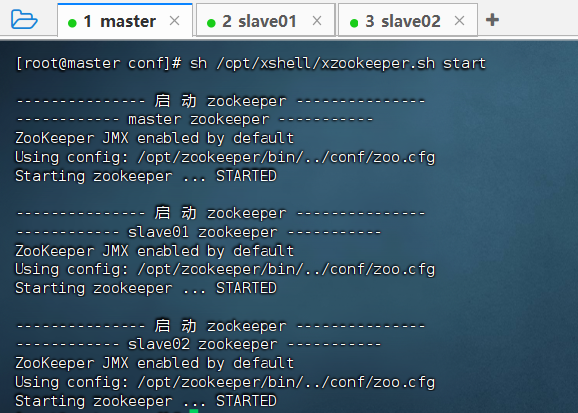 1 master × 2 slave01 × 3 slave02 × +
[root@master conf]# sh /opt/xshell/xzookeeper.sh start
--------------- 启 动 zookeeper ---------------
------------ master zookeeper -----------
ZooKeeper JMX enabled by default
Using config: /opt/zookeeper/bin/../conf/zoo.cfg
Starting zookeeper ... STARTED
--------------- 启 动 zookeeper ---------------
------------ slave01 zookeeper -----------
ZooKeeper JMX enabled by default
Using config: /opt/zookeeper/bin/../conf/zoo.cfg
Starting zookeeper ... STARTED
--------------- 启 动 zookeeper ---------------
------------ slave02 zookeeper -----------
ZooKeeper JMX enabled by default
Using config: /opt/zookeeper/bin/../conf/zoo.cfg
Starting zookeeper ... STARTED